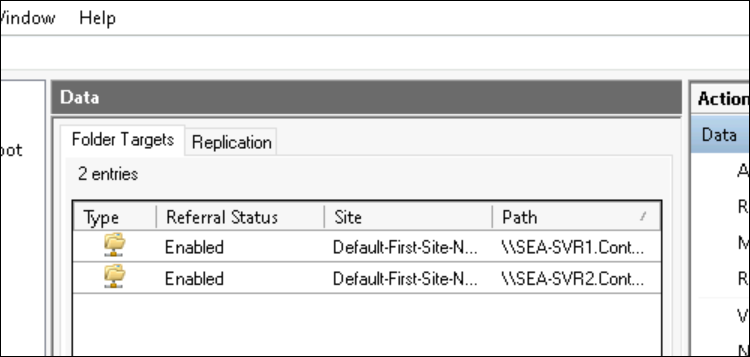 Window Help
Data
Action
oot
Folder Targets Replication
Data
2 entries
A
Type Referral Status Site Path
R
Enabled Default-First-Site-N... \\SEA-SVR1.Cont...
M
Enabled Default-First-Site-N... \\SEA-SVR2.Cont...
R
V
N